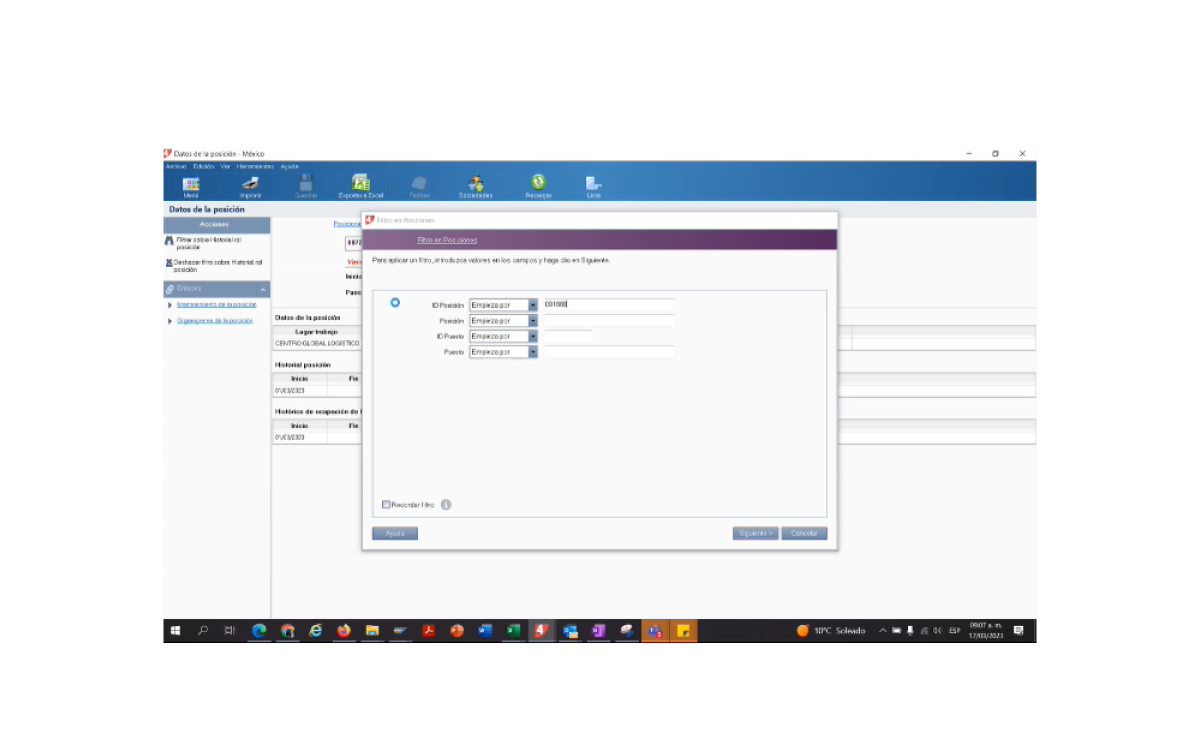 Datos de la posición - México
Archivo Edición Ver Herramientas Ayuda
Menú Imprimir Guardar Exportar a Excel Fechas Sociedades Recargar Lista
Datos de la posición
Acciones
Filtrar sobre Historial rol posición
Deshacer filtro sobre Historial rol posición
Enlaces
Mantenimiento de la posición
Organigrama de la posición
Posicione
Inicio
Datos de la posición
Lugar trabajo
CENTRO GLOBAL LOGISTICO
Historial posición
Inicio Fin
01/03/2023
Histórico de ocupación de l
Inicio Fin
01/03/2023
Filtro en Posiciones
Filtro en Posiciones
Para aplicar un filtro, introduzca valores en los campos y haga clic en Siguiente.
ID Posición Empieza por
Posición Empieza por
ID Puesto Empieza por
Puesto Empieza por
Recordar filtro
Ayuda Siguiente > Cancelar
10°C Soleado ESP 09:07 a. m.
17/03/2023